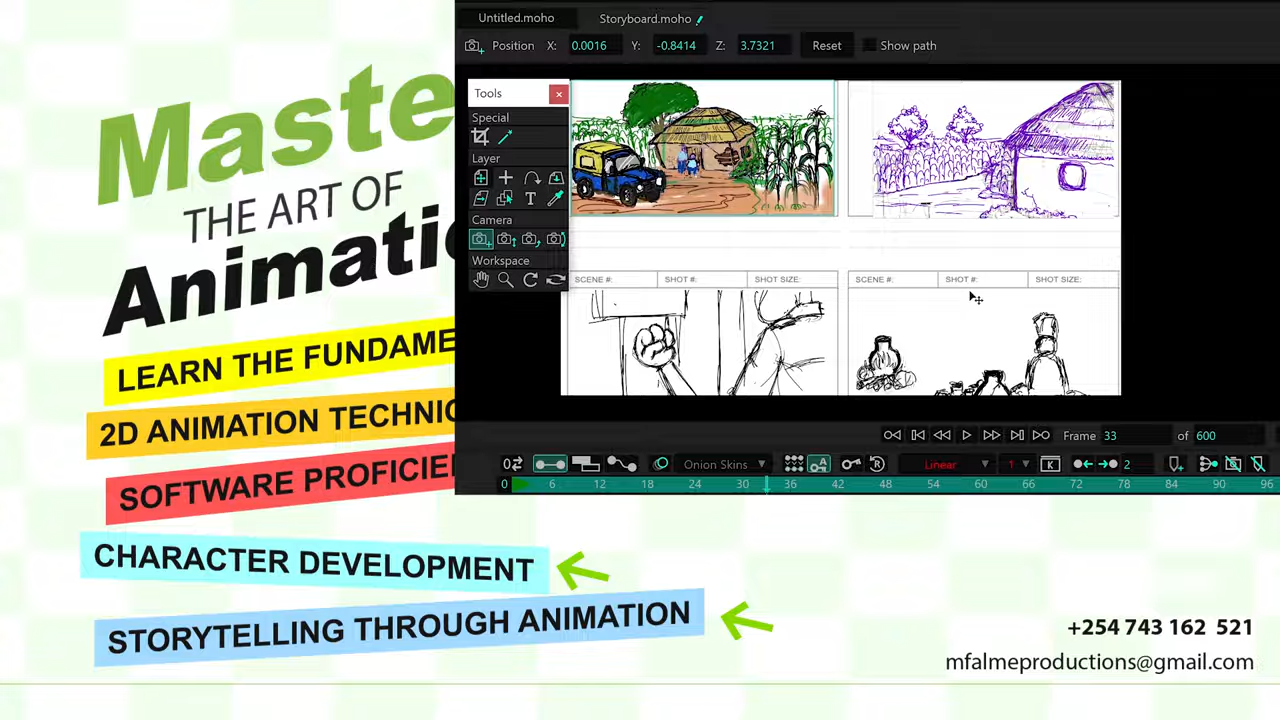 Maste
THE ART OF
Animatic
LEARN THE FUNDAME
2D ANIMATION TECHNIC
SOFTWARE PROFICIE
CHARACTER DEVELOPMENT
STORYTELLING THROUGH ANIMATION
Untitled.moho
Storyboard.moho
Position X: 0.0016 Y: -0.8414 Z: 3.7321 Reset Show path
Tools
Special
Layer
Camera
Workspace
SCENE #: SHOT #: SHOT SIZE: SCENE #: SHOT #: SHOT SIZE:
Frame 33 of 600
Onion Skins Linear 1 2
0 6 12 18 24 30 36 42 48 54 60 66 72 78 84 90 96
+254 743 162 521
mfalmeproductions@gmail.com